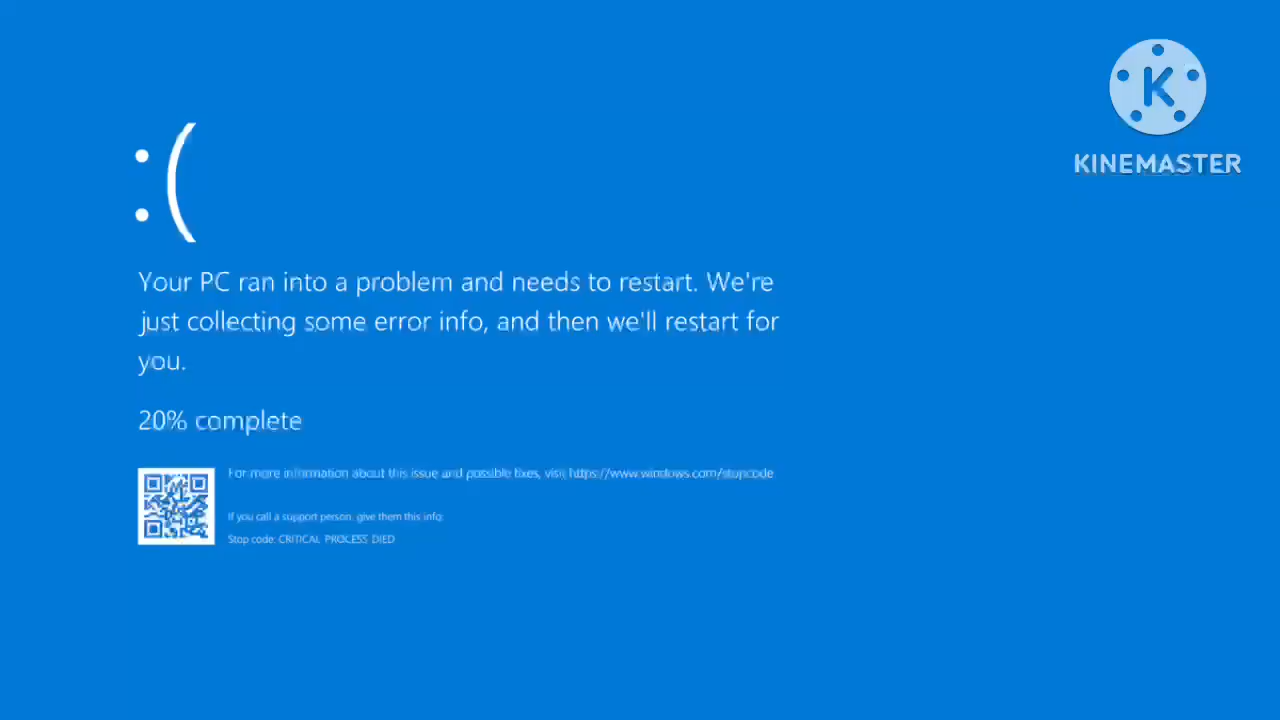 K
KINEMASTER
:(
Your PC ran into a problem and needs to restart. We're
just collecting some error info, and then we'll restart for
you.
20% complete
For more information about this issue and possible fixes, visit https://www.windows.com/stopcode
If you call a support person, give them this info:
Stop code: CRITICAL PROCESS DIED